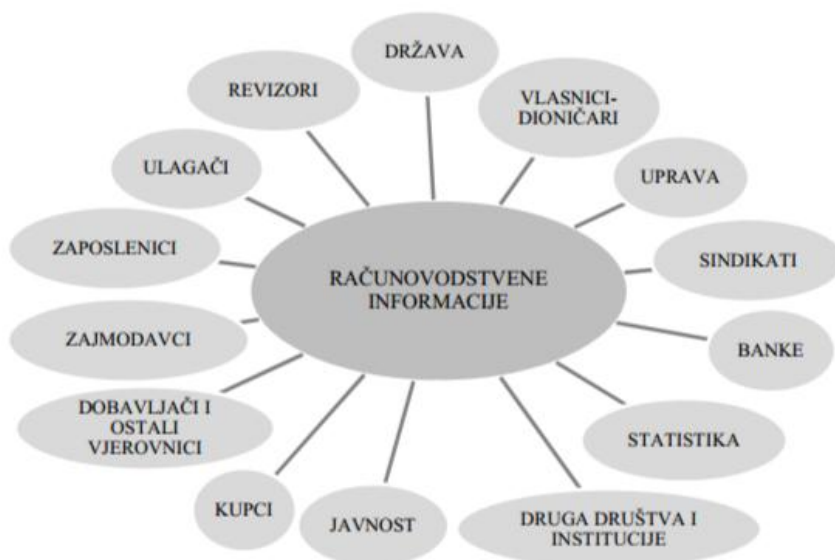 DRŽAVA
VLASNICI-
DIONIČARI
UPRAVA
SINDIKATI
BANKE
STATISTIKA
DRUGA DRUŠTVA I
INSTITUCIJE
JAVNOST
KUPCI
DOBAVLJAČI I
OSTALI
VJEROVNICI
ZAJMODAVCI
ZAPOSLENICI
ULAGAČI
REVIZORI
RAČUNOVODSTVENE
INFORMACIJE